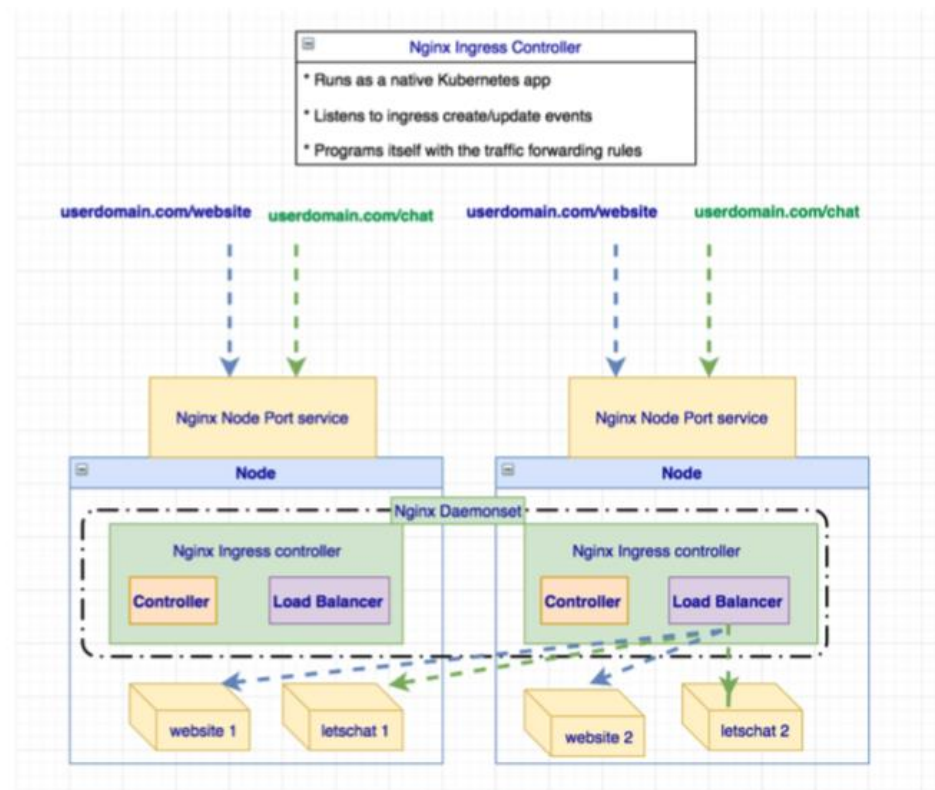 Nginx Ingress Controller
* Runs as a native Kubernetes app
* Listens to ingress create/update events
* Programs itself with the traffic forwarding rules
userdomain.com/website
userdomain.com/chat
userdomain.com/website
userdomain.com/chat
Nginx Node Port service
Nginx Node Port service
Node
Node
Nginx Daemonset
Nginx Ingress controller
Nginx Ingress controller
Controller
Load Balancer
Controller
Load Balancer
website 1
letschat 1
website 2
letschat 2